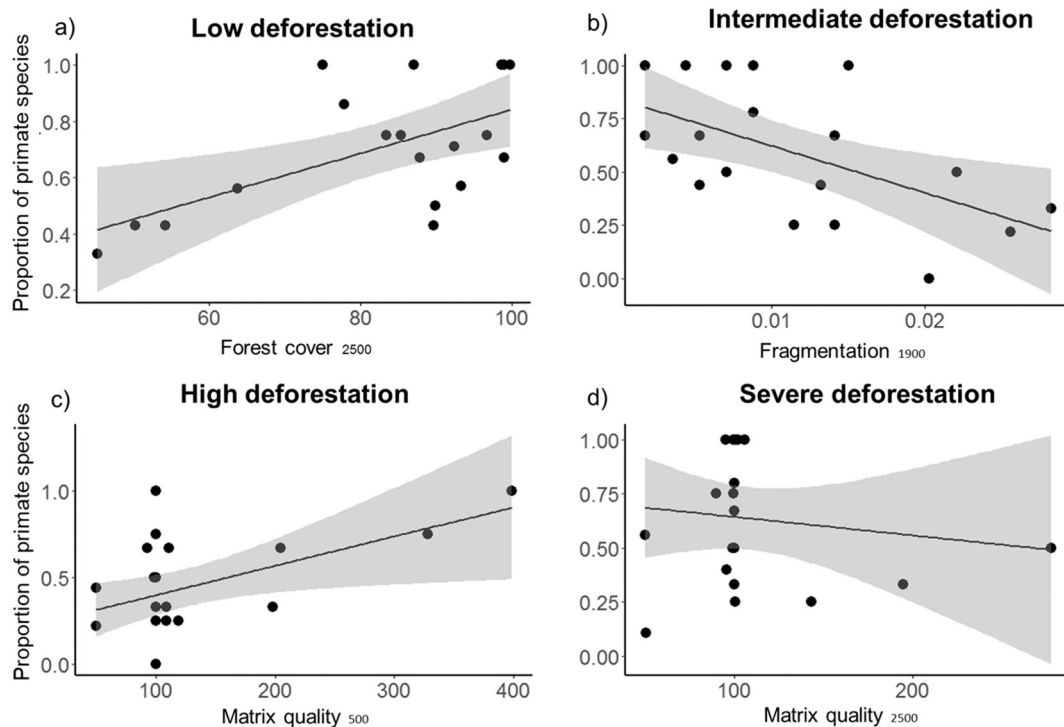 a) Low deforestation
Proportion of primate species
1.0
0.8
0.6
0.4
0.2
60 80 100
Forest cover 2500
b) Intermediate deforestation
1.00
0.75
0.50
0.25
0.00
0.01 0.02
Fragmentation 1900
c) High deforestation
Proportion of primate species
1.0
0.5
0.0
100 200 300 400
Matrix quality 500
d) Severe deforestation
1.00
0.75
0.50
0.25
0.00
100 200
Matrix quality 2500